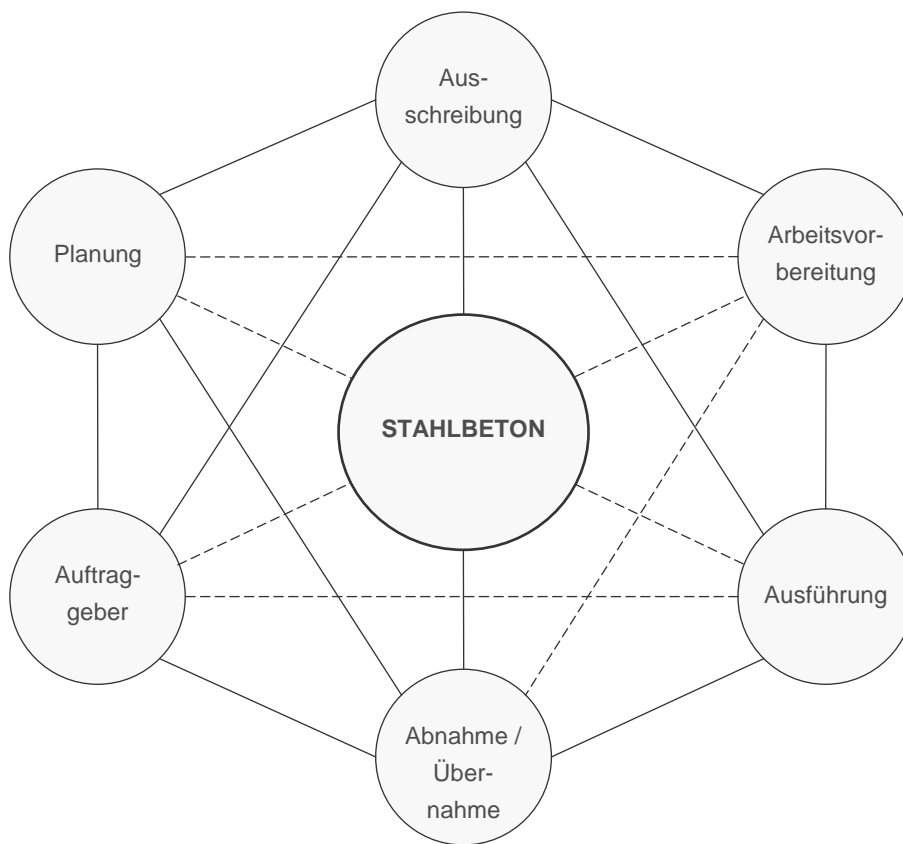 Aus-
schreibung
Planung
Arbeitsvor-
bereitung
STAHLBETON
Auftrag-
geber
Ausführung
Abnahme /
Über-
nahme